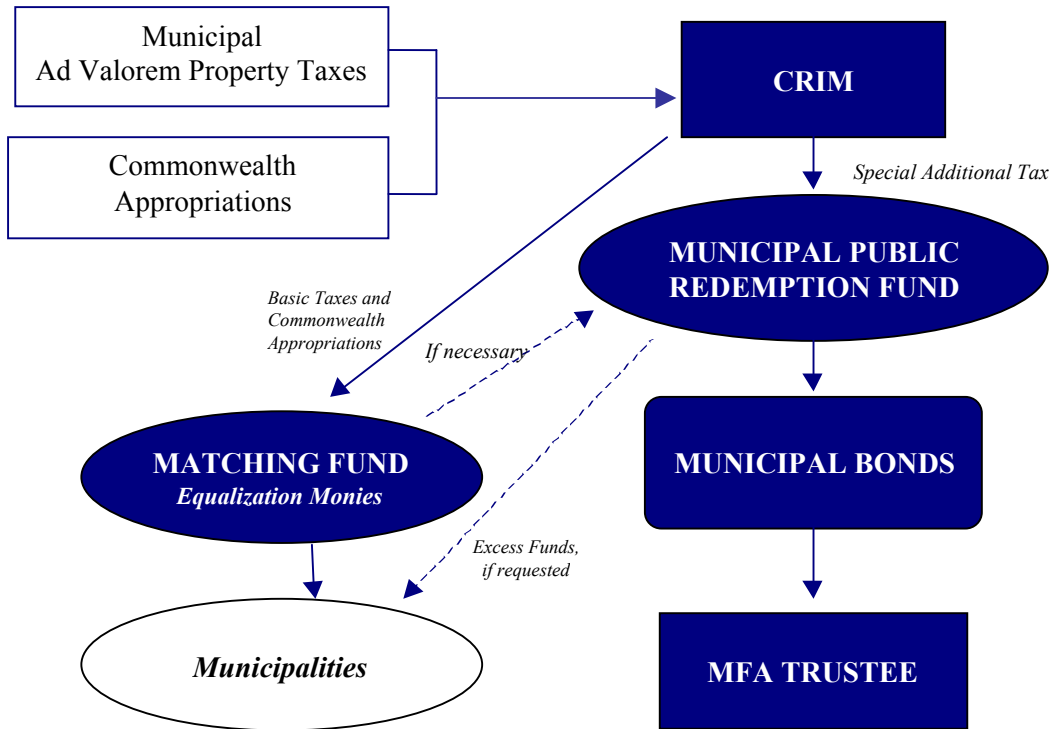 Municipal
Ad Valorem Property Taxes
CRIM
Commonwealth
Appropriations
Special Additional Tax
MUNICIPAL PUBLIC
REDEMPTION FUND
Basic Taxes and
Commonwealth
Appropriations
If necessary
MATCHING FUND
Equalization Monies
MUNICIPAL BONDS
Excess Funds,
if requested
Municipalities
MFA TRUSTEE